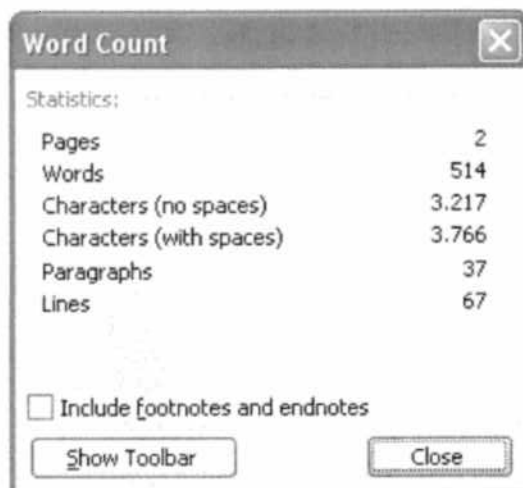 Word Count
Statistics:
Pages 2
Words 514
Characters (no spaces) 3.217
Characters (with spaces) 3.766
Paragraphs 37
Lines 67
Include footnotes and endnotes
Show Toolbar Close